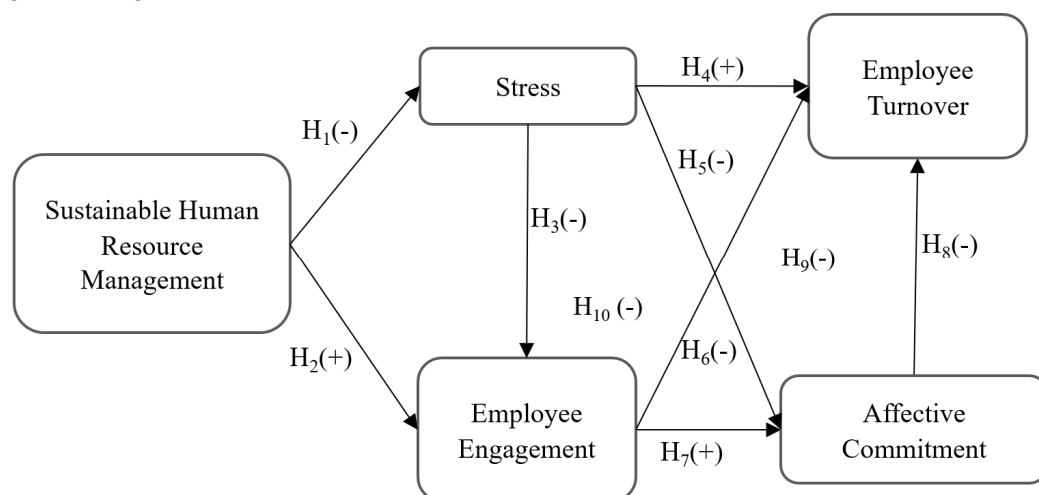 Stress
H₄(+)
Employee
Turnover
H₁(-)
H₅(-)
Sustainable Human
Resource
Management
H₃(-)
H₉(-)
H₈(-)
H₁₀ (-)
H₂(+)
H₆(-)
Employee
Engagement
H₇(+)
Affective
Commitment